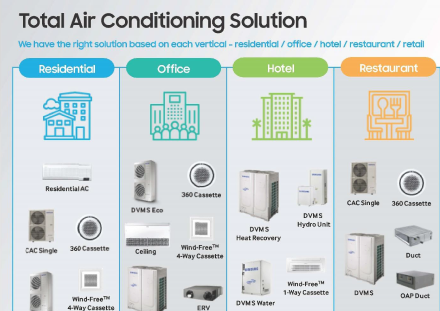 Total Air Conditioning Solution
We have the right solution based on each vertical - residential / office / hotel / restaurant / retail
Residential
Office
Hotel
Restaurant
Residential AC
CAC Single
360 Cassette
Wind-Free™
4-Way Cassette
DVM S Eco
360 Cassette
Ceiling
Wind-Free™
4-Way Cassette
ERV
DVM S
Heat Recovery
DVM S
Hydro Unit
DVM S Water
Wind-Free™
1-Way Cassette
CAC Single
360 Cassette
Duct
DVM S
OAP Duct